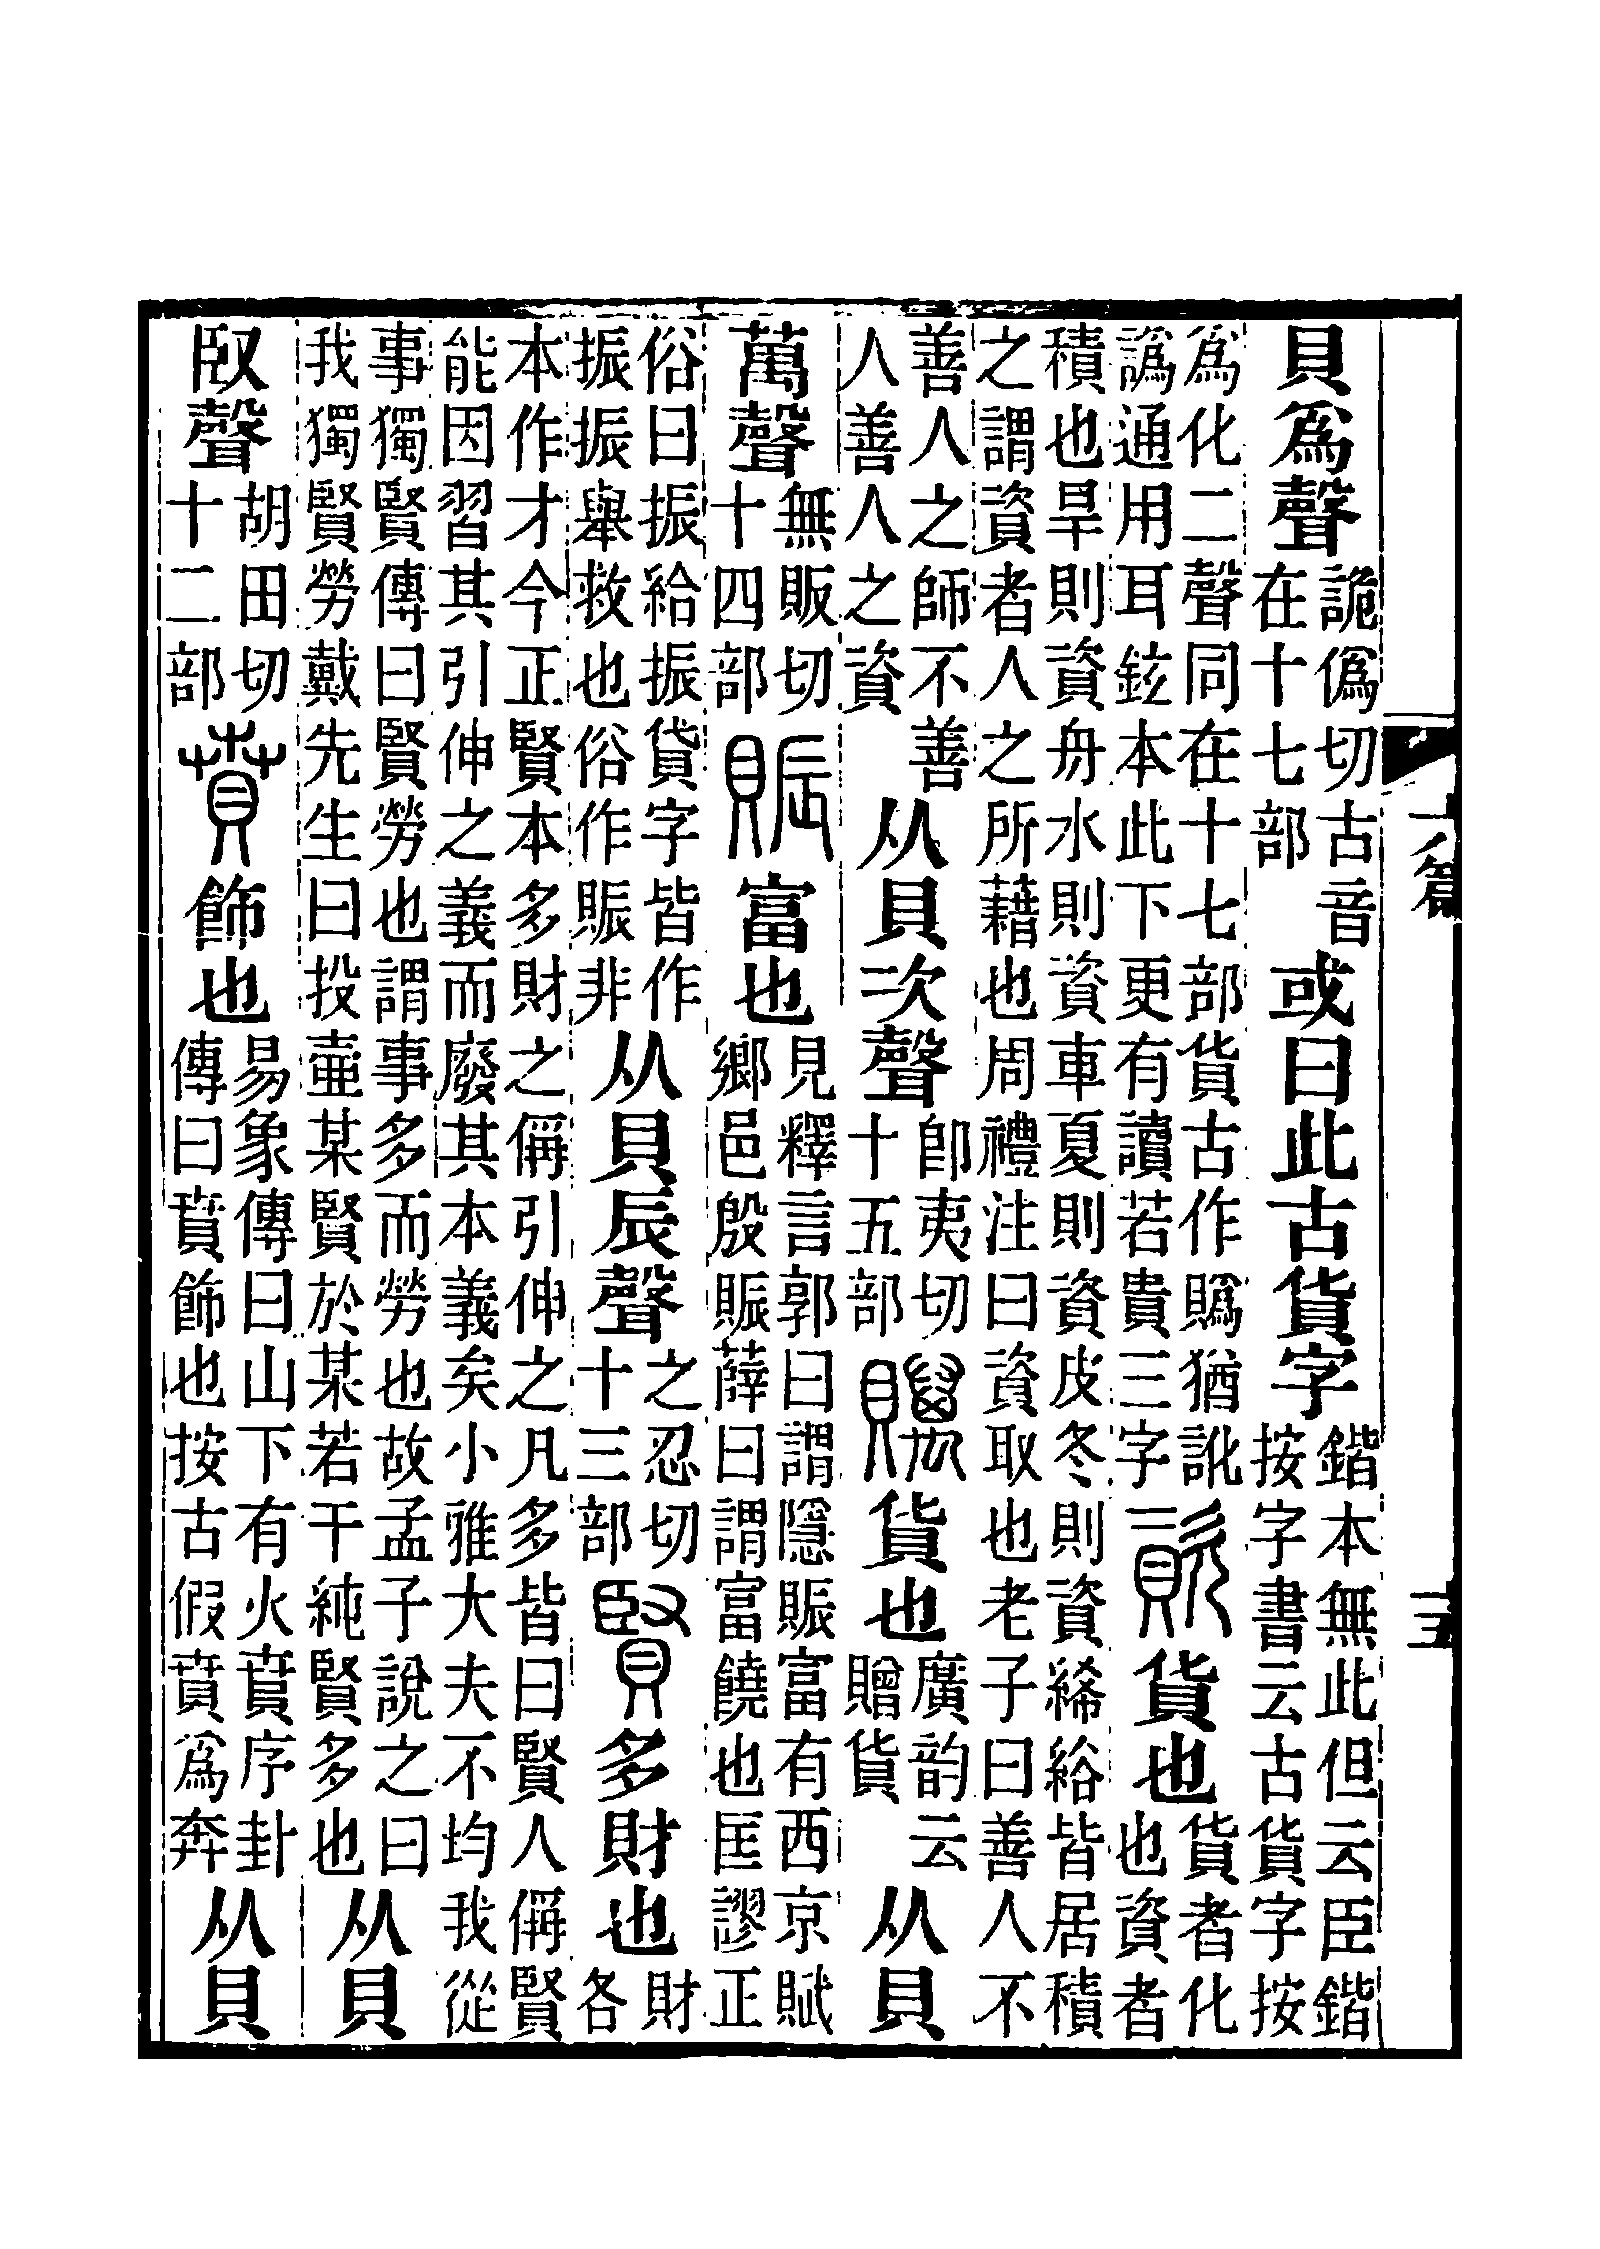 貝爲聲詭僞切古音在十七部或曰此古貨字鍇本無此但云臣鍇按字書云古貨字按
爲化二聲同在十七部貨古作䞈猶訛譌通用耳鉉本此下更有讀若貴三字資貨也貨者化也資者
積也旱則資舟水則資車夏則資皮冬則資絺綌皆居積之謂資者人之所藉也周禮注曰資取也老子曰善人不
善人之師不善人善人之資从貝次聲卽夷切十五部䝹貨也廣韵云贈貨从貝
萬聲無販切十四部賑富也見釋言郭曰謂隱賑富有西京賦鄉邑殷賑薛曰謂富饒也匡謬正
俗曰振給振貸字皆作振振舉救也俗作賑非从貝辰聲之忍切十三部賢多財也財各
本作才今正賢本多財之偁引伸之凡多皆曰賢人偁賢能因習其引伸之義而廢其本義矣小雅大夫不均我從
事獨賢傳曰賢勞也謂事多而勞也故孟子說之曰我獨賢勞戴先生曰投壺某賢於某若干純賢多也从貝
臤聲胡田切十二部賁飾也易象傳曰山下有火賁序卦傳曰賁飾也按古假賁爲奔从貝